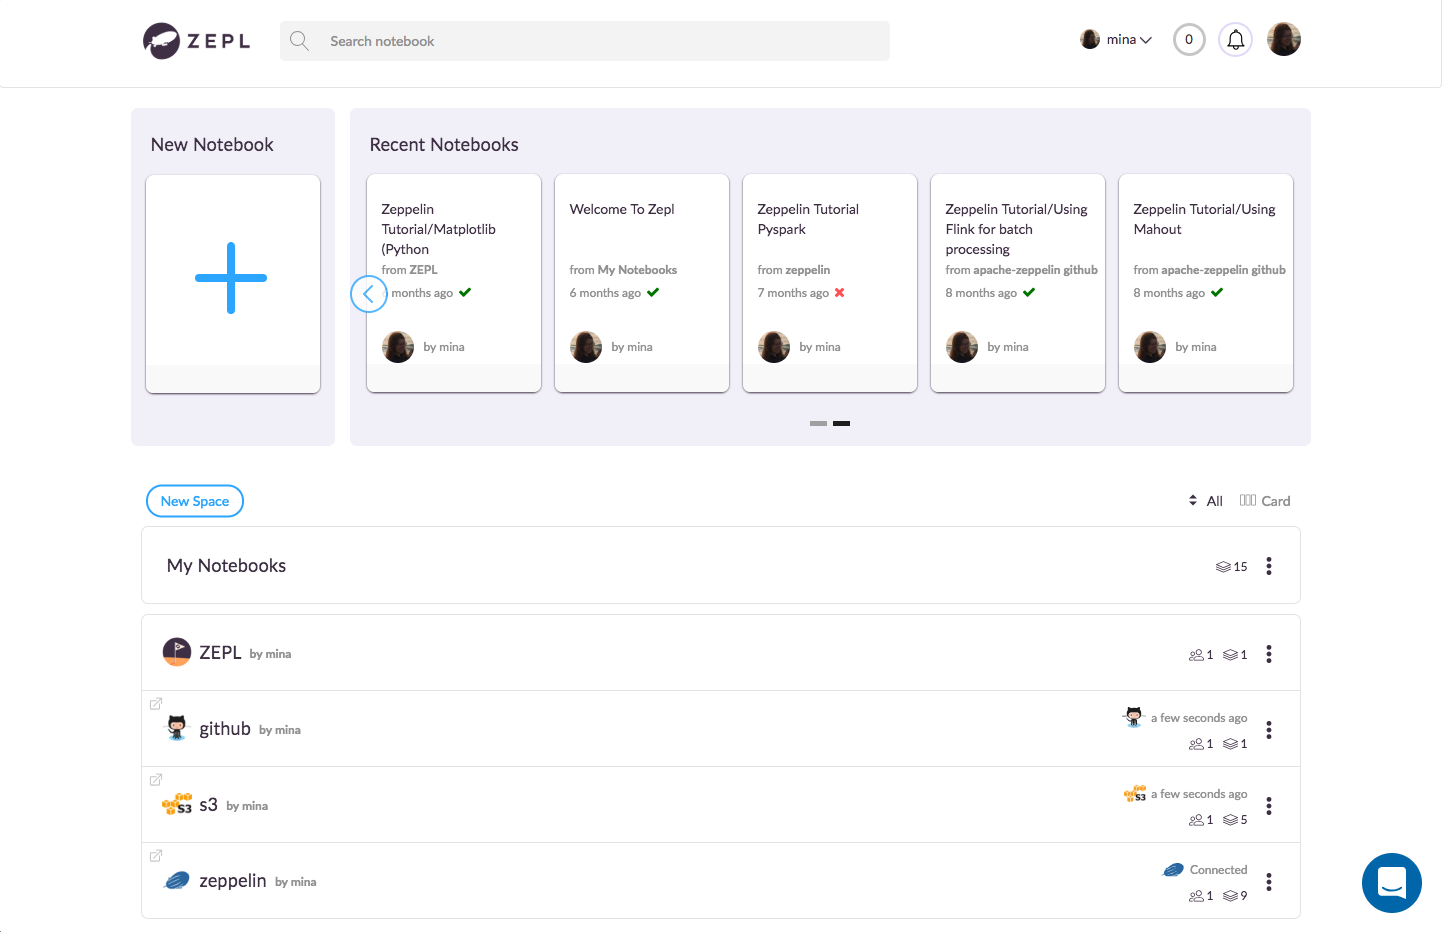 ZEPL
Search notebook
mina
0
New Notebook
Recent Notebooks
Zeppelin
Tutorial/Matplotlib
(Python
from ZEPL
months ago
by mina
Welcome To Zepl
from My Notebooks
6 months ago
by mina
Zeppelin Tutorial
Pyspark
from zeppelin
7 months ago
by mina
Zeppelin Tutorial/Using
Flink for batch
processing
from apache-zeppelin github
8 months ago
by mina
Zeppelin Tutorial/Using
Mahout
from apache-zeppelin github
8 months ago
by mina
New Space
All
Card
My Notebooks
15
ZEPL by mina
1 1
github by mina
a few seconds ago
1 1
S3 s3 by mina
S3 a few seconds ago
1 5
zeppelin by mina
Connected
1 9